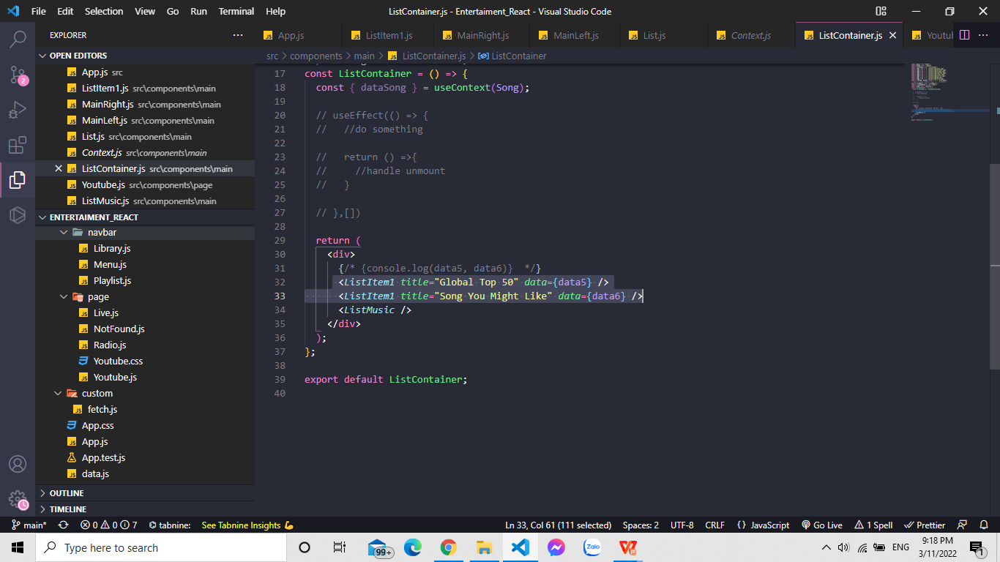 File Edit Selection View Go Run Terminal Help
ListContainer.js - Entertaiment_React - Visual Studio Code
EXPLORER
App.js
ListItem1.js
MainRight.js
MainLeft.js
List.js
Context.js
ListContainer.js
Youtul
OPEN EDITORS
App.js src
ListItem1.js src\components\main
MainRight.js src\components\main
MainLeft.js src\components\main
List.js src\components\main
Context.js src\components\main
ListContainer.js src\components\main
Youtube.js src\components\page
ListMusic.js src\components\main
ENTERTAIMENT_REACT
navbar
Library.js
Menu.js
Playlist.js
page
Live.js
NotFound.js
Radio.js
Youtube.css
Youtube.js
custom
fetch.js
App.css
App.js
App.test.js
data.js
OUTLINE
TIMELINE
2
src > components > main > ListContainer.js > ListContainer
17 const ListContainer = () => {
18 const { dataSong } = useContext(Song);
19
20 // useEffect(() => {
21 // //do something
22
23 // return () =>{
24 // //handle unmount
25 // }
26
27 // },[])
28
29 return (
30 <div>
31 {/* {console.log(data5, data6)} */}
32 <ListItem1 title="Global Top 50" data={data5} />
33 <ListItem1 title="Song You Might Like" data={data6} />
34 <ListMusic />
35 </div>
36 );
37 };
38
39 export default ListContainer;
40
main* 0 0 7 tabnine: See Tabnine Insights 💪 Ln 33, Col 61 (111 selected) Spaces: 2 UTF-8 CRLF {} JavaScript Go Live 1 Spell Prettier
Type here to search
99+
Zalo
ENG
9:18 PM
3/11/2022
1